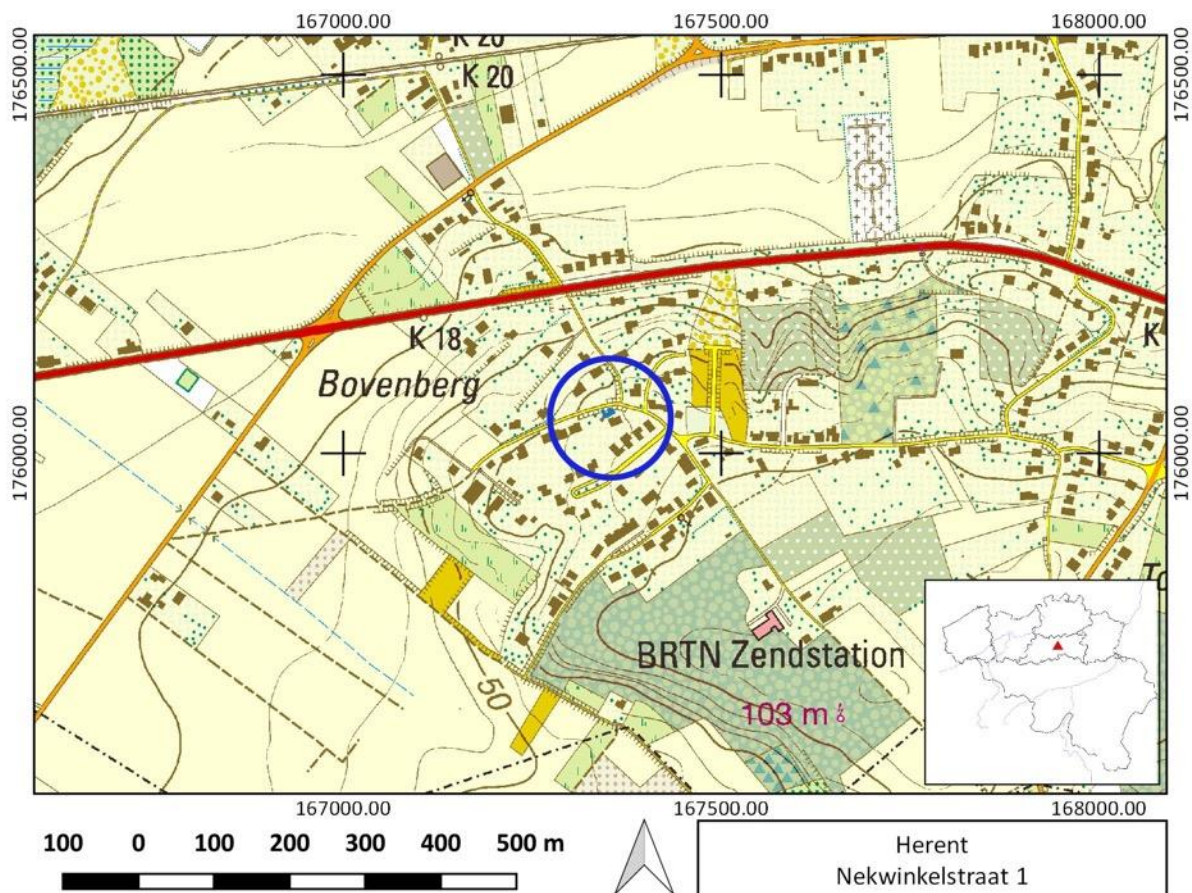 167000.00 167500.00 168000.00
176500.00 176500.00
K 20
K 20
K 18
K
Bovenberg
176000.00 176000.00
BRTN Zendstation
50
103 m
167000.00 167500.00 168000.00
100 0 100 200 300 400 500 m
Herent
Nekwinkelstraat 1